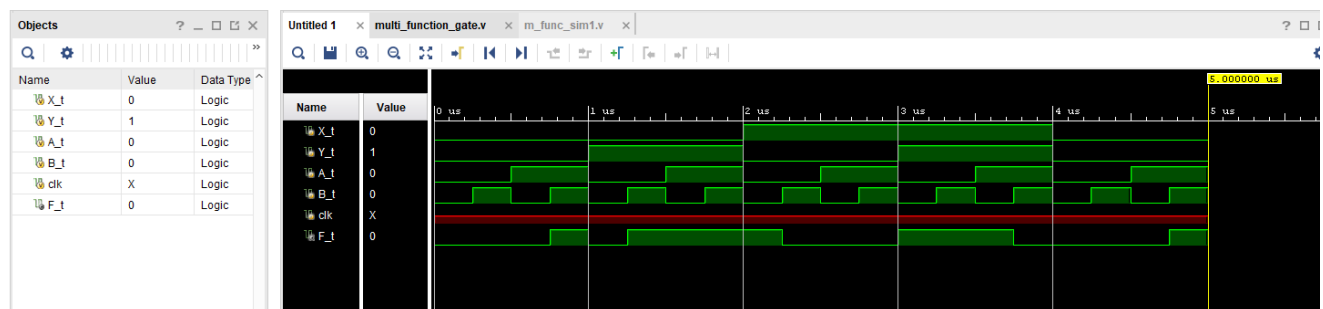 Objects ? _
»
Name Value Data Type
X_t 0 Logic
Y_t 1 Logic
A_t 0 Logic
B_t 0 Logic
clk X Logic
F_t 0 Logic
Untitled 1 × multi_function_gate.v × m_func_sim1.v × ?
5.000000 us
Name Value
0 us 1 us 2 us 3 us 4 us 5 us
X_t 0
Y_t 1
A_t 0
B_t 0
clk X
F_t 0